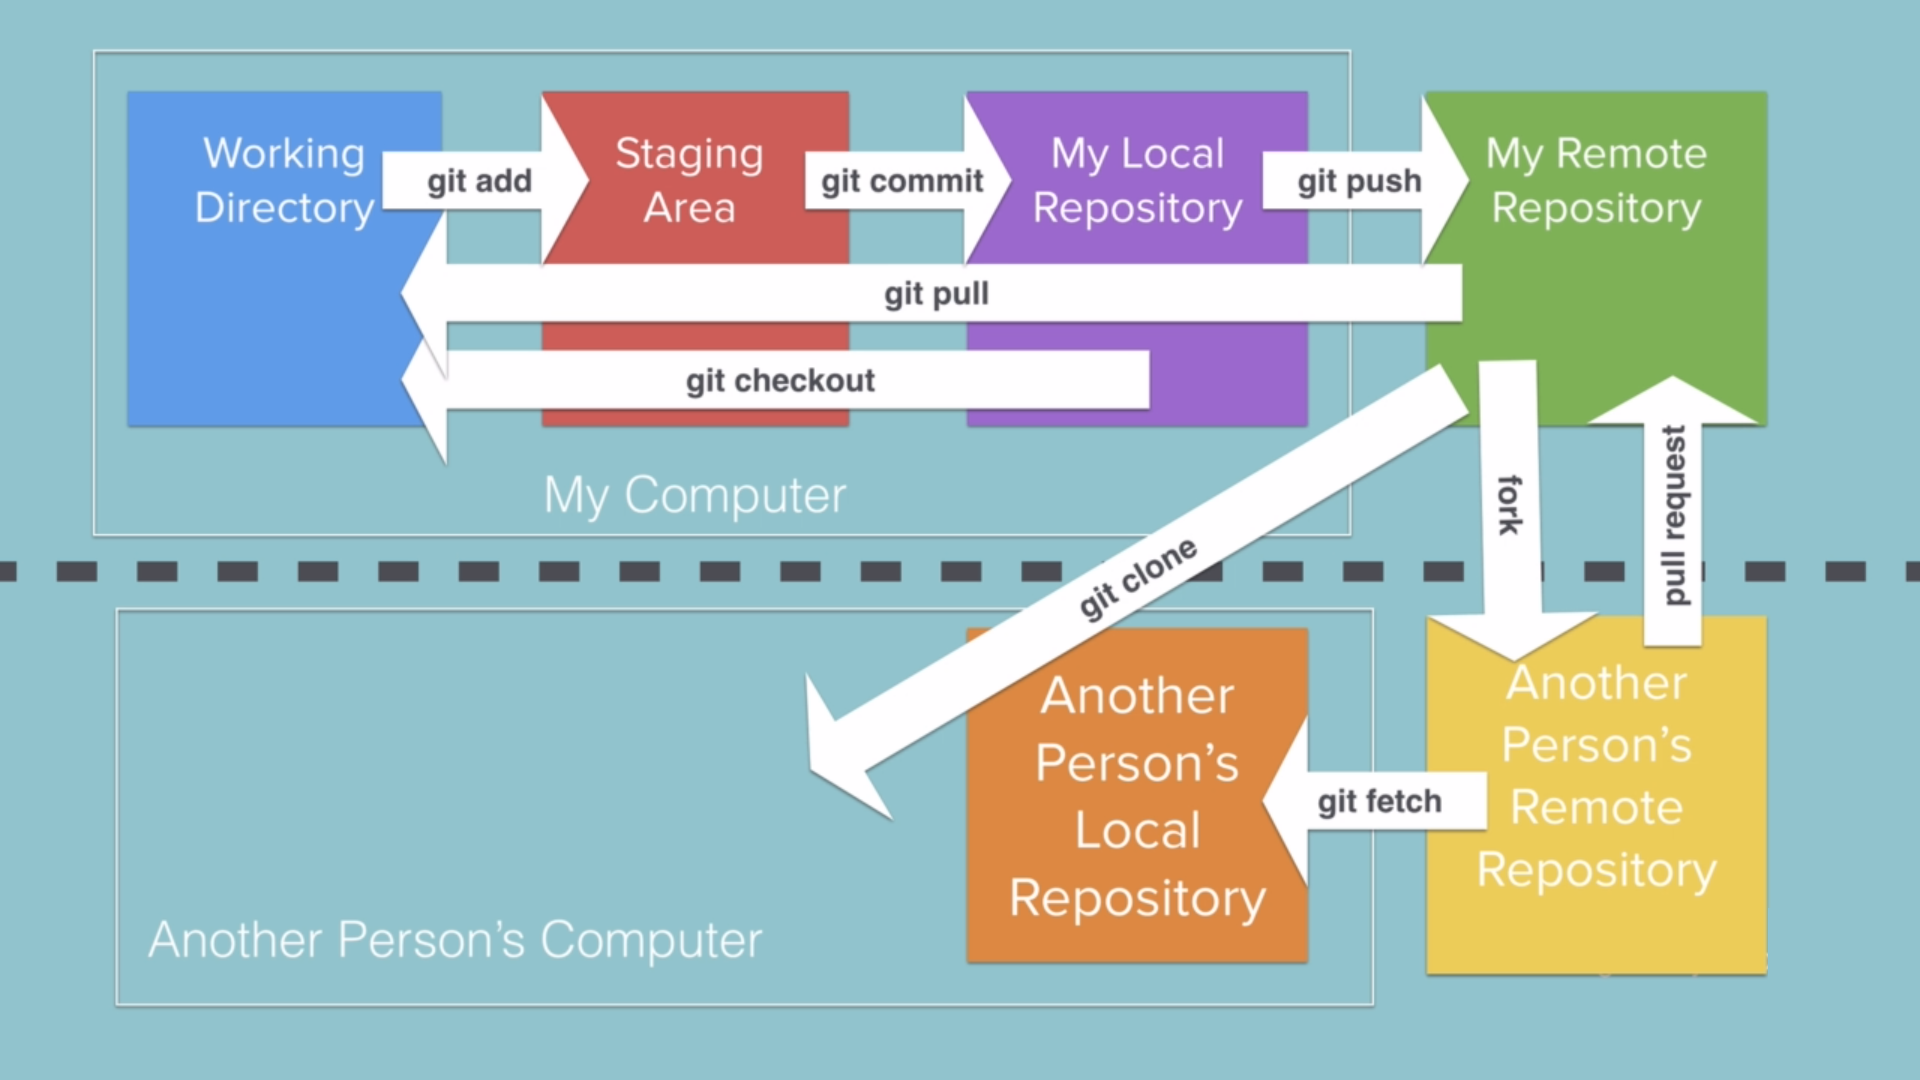 Working
Directory
git add
Staging
Area
git commit
My Local
Repository
git push
My Remote
Repository
git pull
git checkout
My Computer
git clone
fork
pull request
Another
Person’s
Local
Repository
git fetch
Another
Person’s
Remote
Repository
Another Person’s Computer